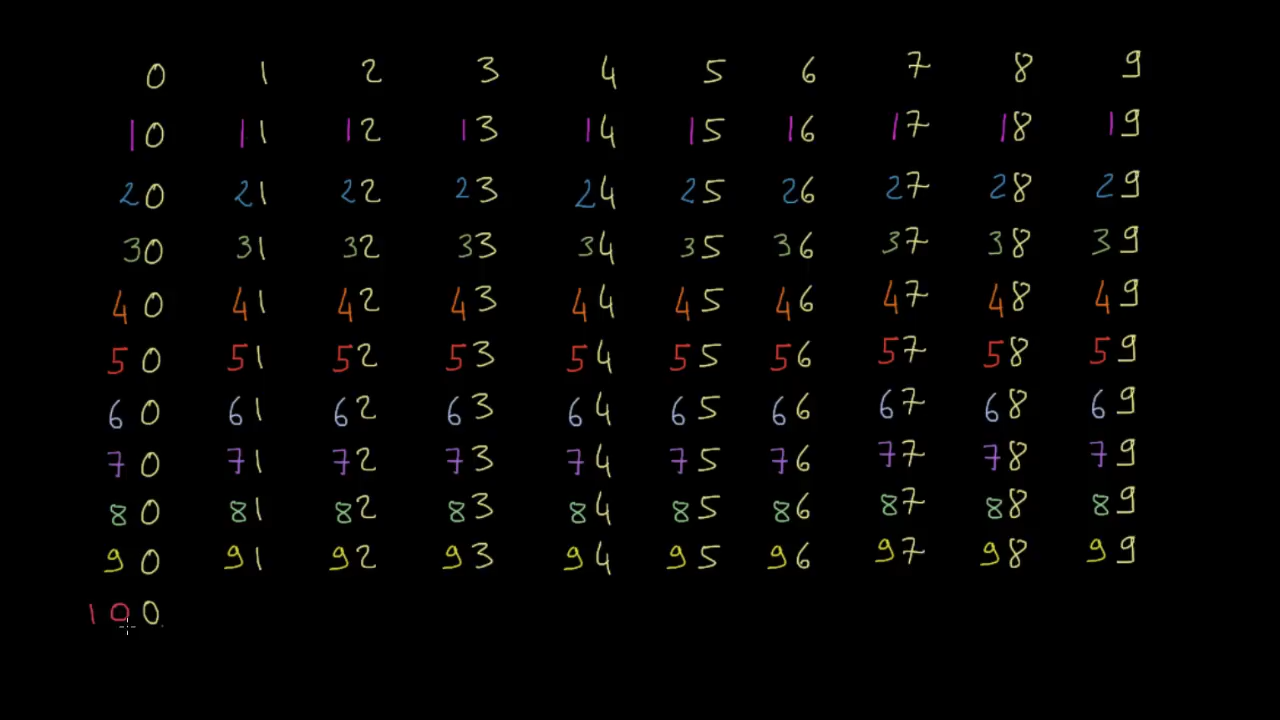 0 1 2 3 4 5 6 7 8 9
10 11 12 13 14 15 16 17 18 19
20 21 22 23 24 25 26 27 28 29
30 31 32 33 34 35 36 37 38 39
40 41 42 43 44 45 46 47 48 49
50 51 52 53 54 55 56 57 58 59
60 61 62 63 64 65 66 67 68 69
70 71 72 73 74 75 76 77 78 79
80 81 82 83 84 85 86 87 88 89
90 91 92 93 94 95 96 97 98 99
100